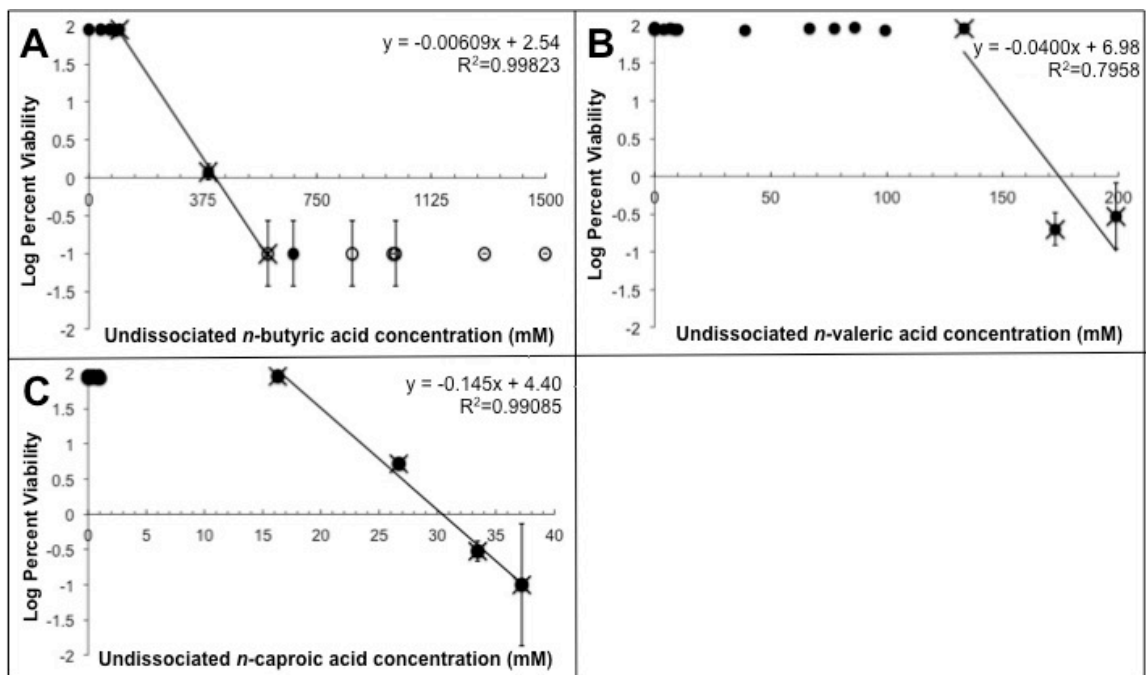 A
y = -0.00609x + 2.54
R²=0.99823
Log Percent Viability
2
1.5
1
0.5
0
-0.5
-1
-1.5
-2
0 375 750 1125 1500
Undissociated n-butyric acid concentration (mM)
B
y = -0.0400x + 6.98
R²=0.7958
Log Percent Viability
2
1.5
1
0.5
0
-0.5
-1
-1.5
-2
0 50 100 150 200
Undissociated n-valeric acid concentration (mM)
C
y = -0.145x + 4.40
R²=0.99085
Log Percent Viability
2
1.5
1
0.5
0
-0.5
-1
-1.5
-2
0 5 10 15 20 25 30 35 40
Undissociated n-caproic acid concentration (mM)